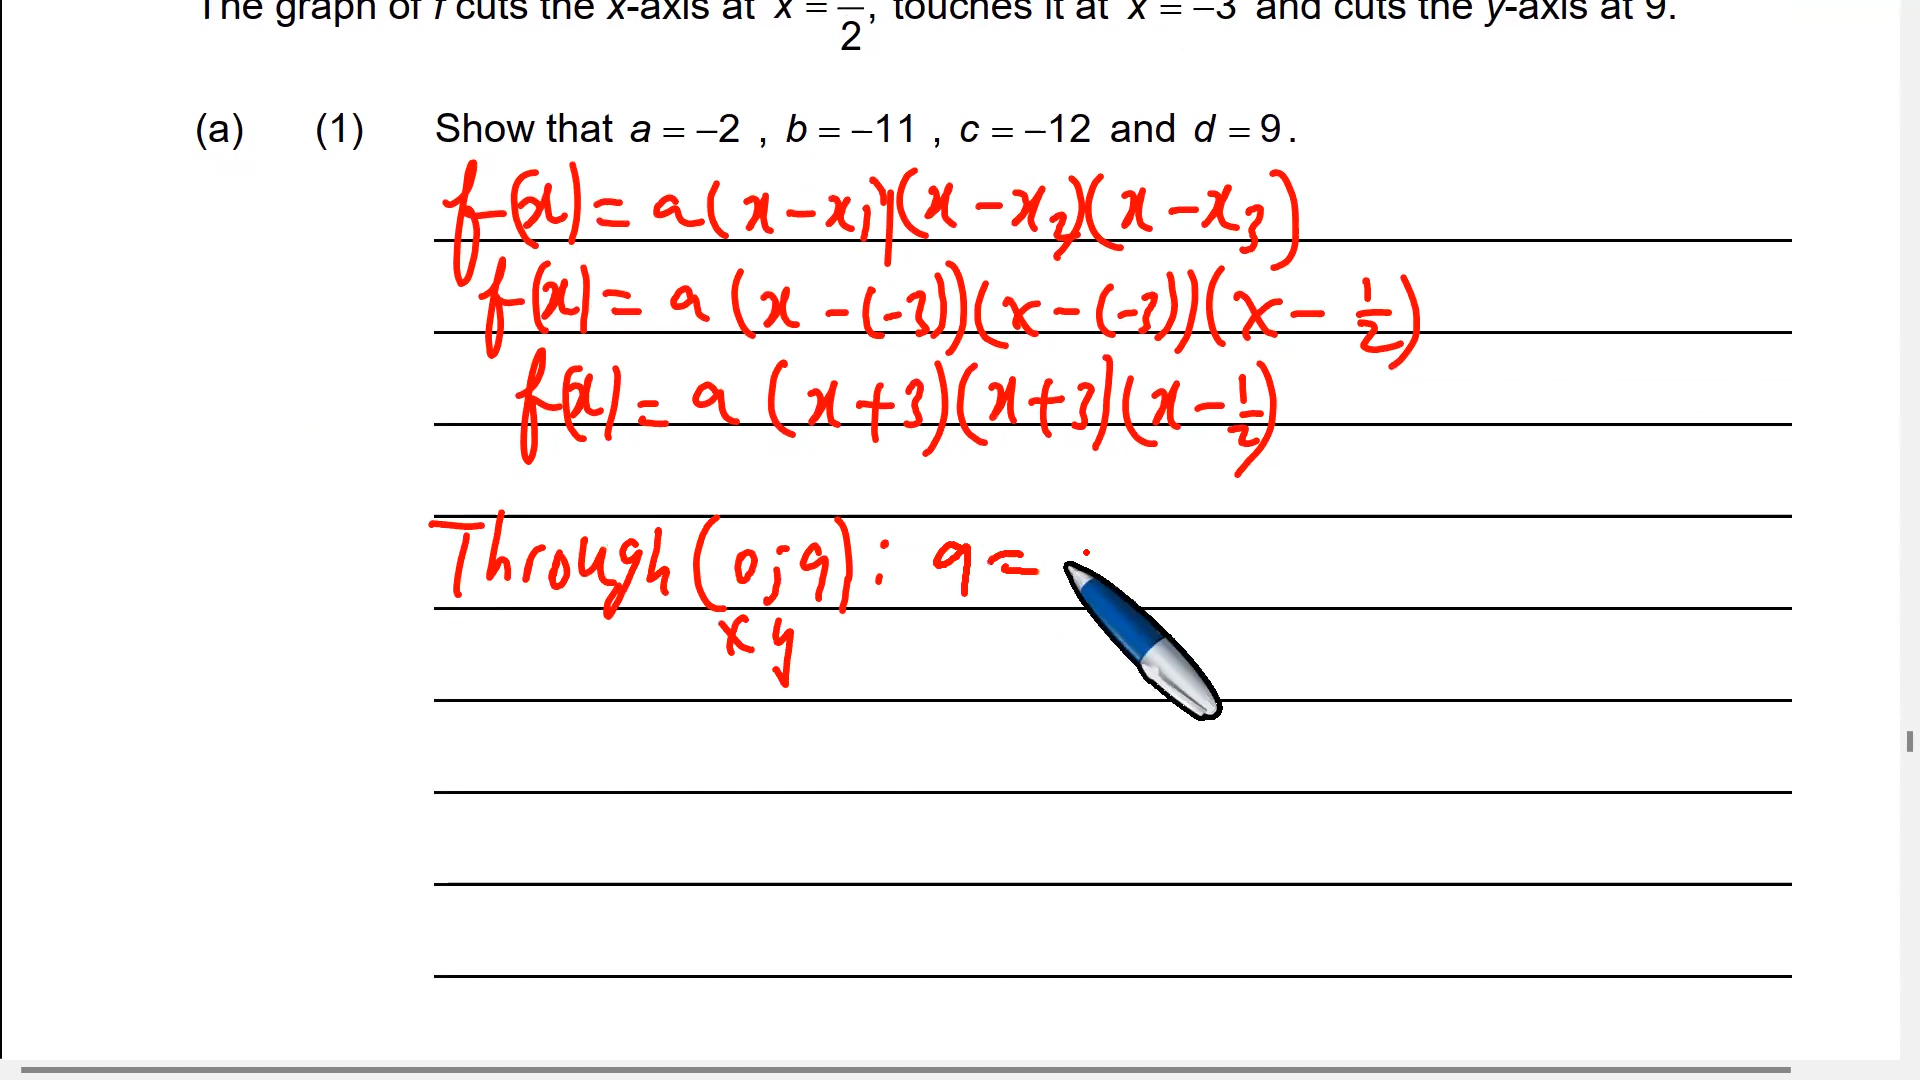 The graph of f cuts the x-axis at x = –/2, touches it at x = –3 and cuts the y-axis at 9.
(a) (1) Show that a = –2 , b = –11 , c = –12 and d = 9 .
f(x) = a(x - x₁)(x - x₂)(x - x₃)
f(x) = a (x - (-3))(x - (-3))(x - 1/2)
f(x) = a (x + 3)(x + 3)(x - 1/2)
Through (0;9) : 9 =
x y